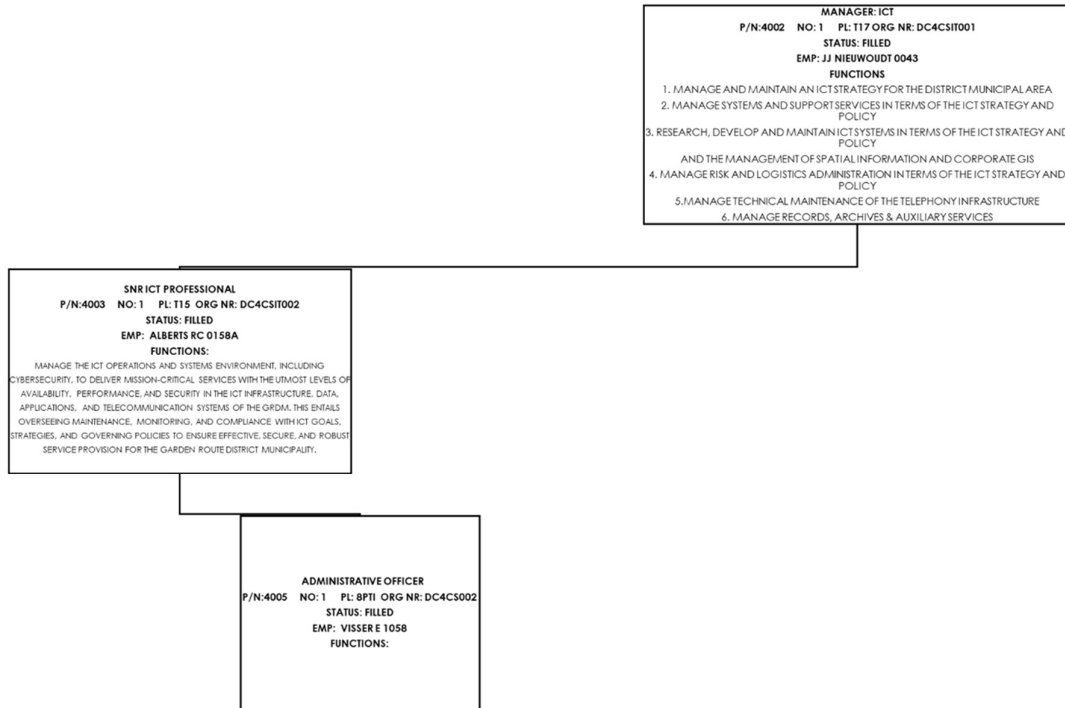 MANAGER: ICT
P/N:4002 NO: 1 PL: T17 ORG NR: DC4CSIT001
STATUS: FILLED
EMP: JJ NIEUWOUDT 0043
FUNCTIONS
1. MANAGE AND MAINTAIN AN ICT STRATEGY FOR THE DISTRICT MUNICIPAL AREA
2. MANAGE SYSTEMS AND SUPPORT SERVICES IN TERMS OF THE ICT STRATEGY AND
POLICY
3. RESEARCH, DEVELOP AND MAINTAIN ICT SYSTEMS IN TERMS OF THE ICT STRATEGY AND
POLICY
AND THE MANAGEMENT OF SPATIAL INFORMATION AND CORPORATE GIS
4. MANAGE RISK AND LOGISTICS ADMINISTRATION IN TERMS OF THE ICT STRATEGY AND
POLICY
5.MANAGE TECHNICAL MAINTENANCE OF THE TELEPHONY INFRASTRUCTURE
6. MANAGE RECORDS, ARCHIVES & AUXILIARY SERVICES
SNR ICT PROFESSIONAL
P/N:4003 NO: 1 PL: T15 ORG NR: DC4CSIT002
STATUS: FILLED
EMP: ALBERTS RC 0158A
FUNCTIONS:
MANAGE THE ICT OPERATIONS AND SYSTEMS ENVIRONMENT, INCLUDING
CYBERSECURITY, TO DELIVER MISSION-CRITICAL SERVICES WITH THE UTMOST LEVELS OF
AVAILABILITY, PERFORMANCE, AND SECURITY IN THE ICT INFRASTRUCTURE, DATA,
APPLICATIONS, AND TELECOMMUNICATION SYSTEMS OF THE GRDM. THIS ENTAILS
OVERSEEING MAINTENANCE, MONITORING, AND COMPLIANCE WITH ICT GOALS,
STRATEGIES, AND GOVERNING POLICIES TO ENSURE EFFECTIVE, SECURE, AND ROBUST
SERVICE PROVISION FOR THE GARDEN ROUTE DISTRICT MUNICIPALITY.
ADMINISTRATIVE OFFICER
P/N:4005 NO: 1 PL: 8PTI ORG NR: DC4CS002
STATUS: FILLED
EMP: VISSER E 1058
FUNCTIONS: